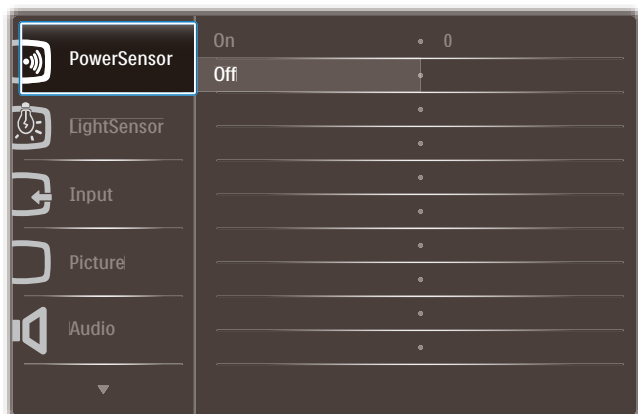 PowerSensor
On 0
Off
LightSensor
Input
Picture
Audio